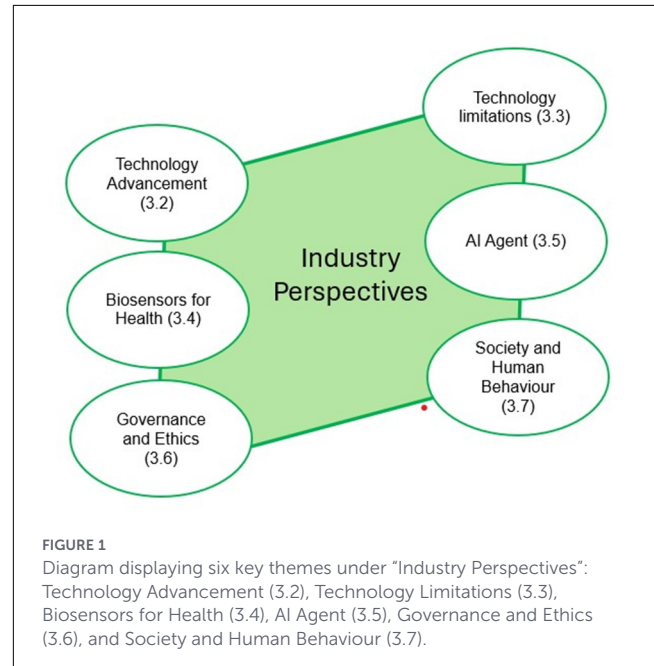 Technology
limitations (3.3)
Technology
Advancement
(3.2)
AI Agent (3.5)
Industry
Perspectives
Biosensors for
Health (3.4)
Society and
Human
Behaviour
(3.7)
Governance
and Ethics
(3.6)
FIGURE 1
Diagram displaying six key themes under “Industry Perspectives”:
Technology Advancement (3.2), Technology Limitations (3.3),
Biosensors for Health (3.4), AI Agent (3.5), Governance and Ethics
(3.6), and Society and Human Behaviour (3.7).